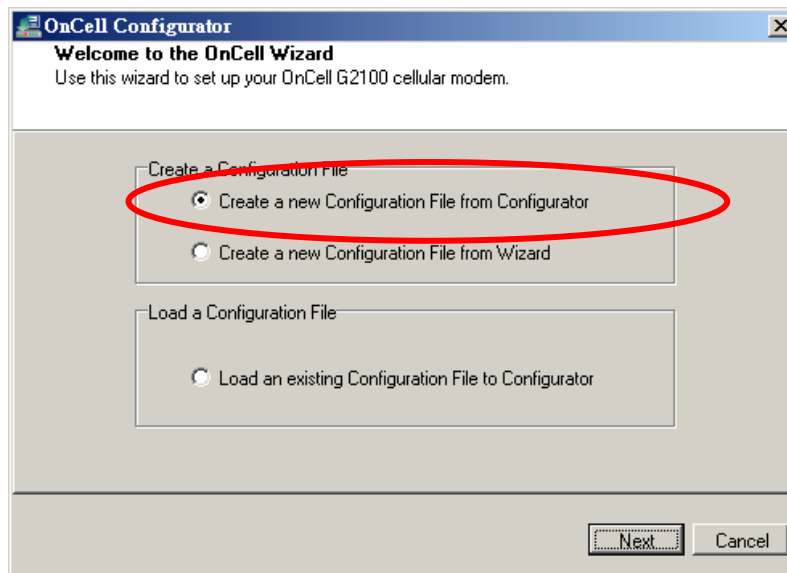 OnCell Configurator
Welcome to the OnCell Wizard
Use this wizard to set up your OnCell G2100 cellular modem.
Create a Configuration File
Create a new Configuration File from Configurator
Create a new Configuration File from Wizard
Load a Configuration File
Load an existing Configuration File to Configurator
Next
Cancel